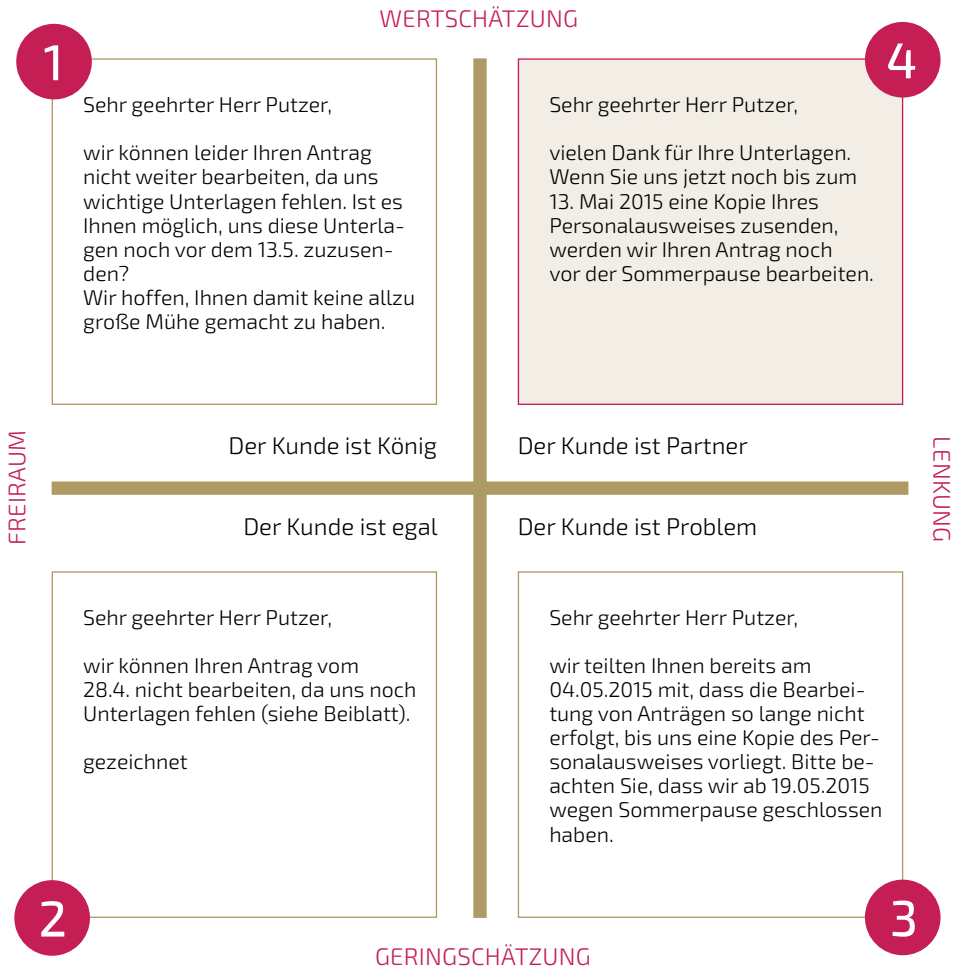 WERTSCHÄTZUNG
1
Sehr geehrter Herr Putzer,
wir können leider Ihren Antrag
nicht weiter bearbeiten, da uns
wichtige Unterlagen fehlen. Ist es
Ihnen möglich, uns diese Unterla-
gen noch vor dem 13.5. zuzusen-
den?
Wir hoffen, Ihnen damit keine allzu
große Mühe gemacht zu haben.
4
Sehr geehrter Herr Putzer,
vielen Dank für Ihre Unterlagen.
Wenn Sie uns jetzt noch bis zum
13. Mai 2015 eine Kopie Ihres
Personalausweises zusenden,
werden wir Ihren Antrag noch
vor der Sommerpause bearbeiten.
FREIRAUM
Der Kunde ist König
Der Kunde ist Partner
LENKUNG
Der Kunde ist egal
Der Kunde ist Problem
Sehr geehrter Herr Putzer,
wir können Ihren Antrag vom
28.4. nicht bearbeiten, da uns noch
Unterlagen fehlen (siehe Beiblatt).
gezeichnet
2
Sehr geehrter Herr Putzer,
wir teilten Ihnen bereits am
04.05.2015 mit, dass die Bearbei-
tung von Anträgen so lange nicht
erfolgt, bis uns eine Kopie des Per-
sonalausweises vorliegt. Bitte be-
achten Sie, dass wir ab 19.05.2015
wegen Sommerpause geschlossen
haben.
3
GERINGSCHÄTZUNG